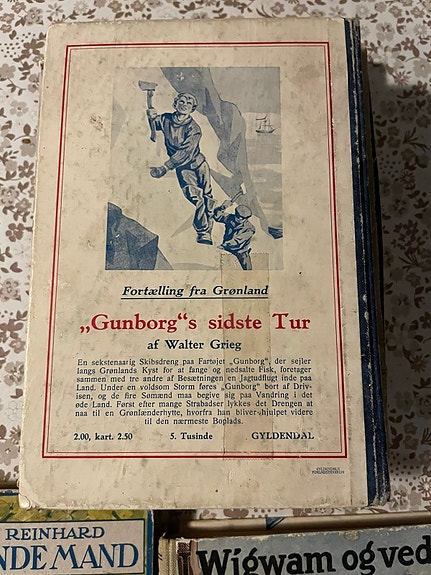 Fortælling fra Grønland
„Gunborg“s sidste Tur
af Walter Grieg
En sekstenaarig Skibsdreng paa Fartøjet „Gunborg“, der sejler
langs Grønlands Kyst for at fange og nedsalte Fisk, foretager
sammen med tre andre af Besætningen en Jagtudflugt inde paa
Land. Under en voldsom Storm føres „Gunborg“ bort af Driv-
isen, og de fire Sømænd maa begive sig paa Vandring i det
øde Land. Først efter mange Strabadser lykkes det Drengen at
naa til en Grønlænderhytte, hvorfra han bliver hjulpet videre
til den nærmeste Boplads.
2.00, kart. 2.50 5. Tusinde GYLDENDAL
REINHARD
NDE MAND
Wigwam og ved